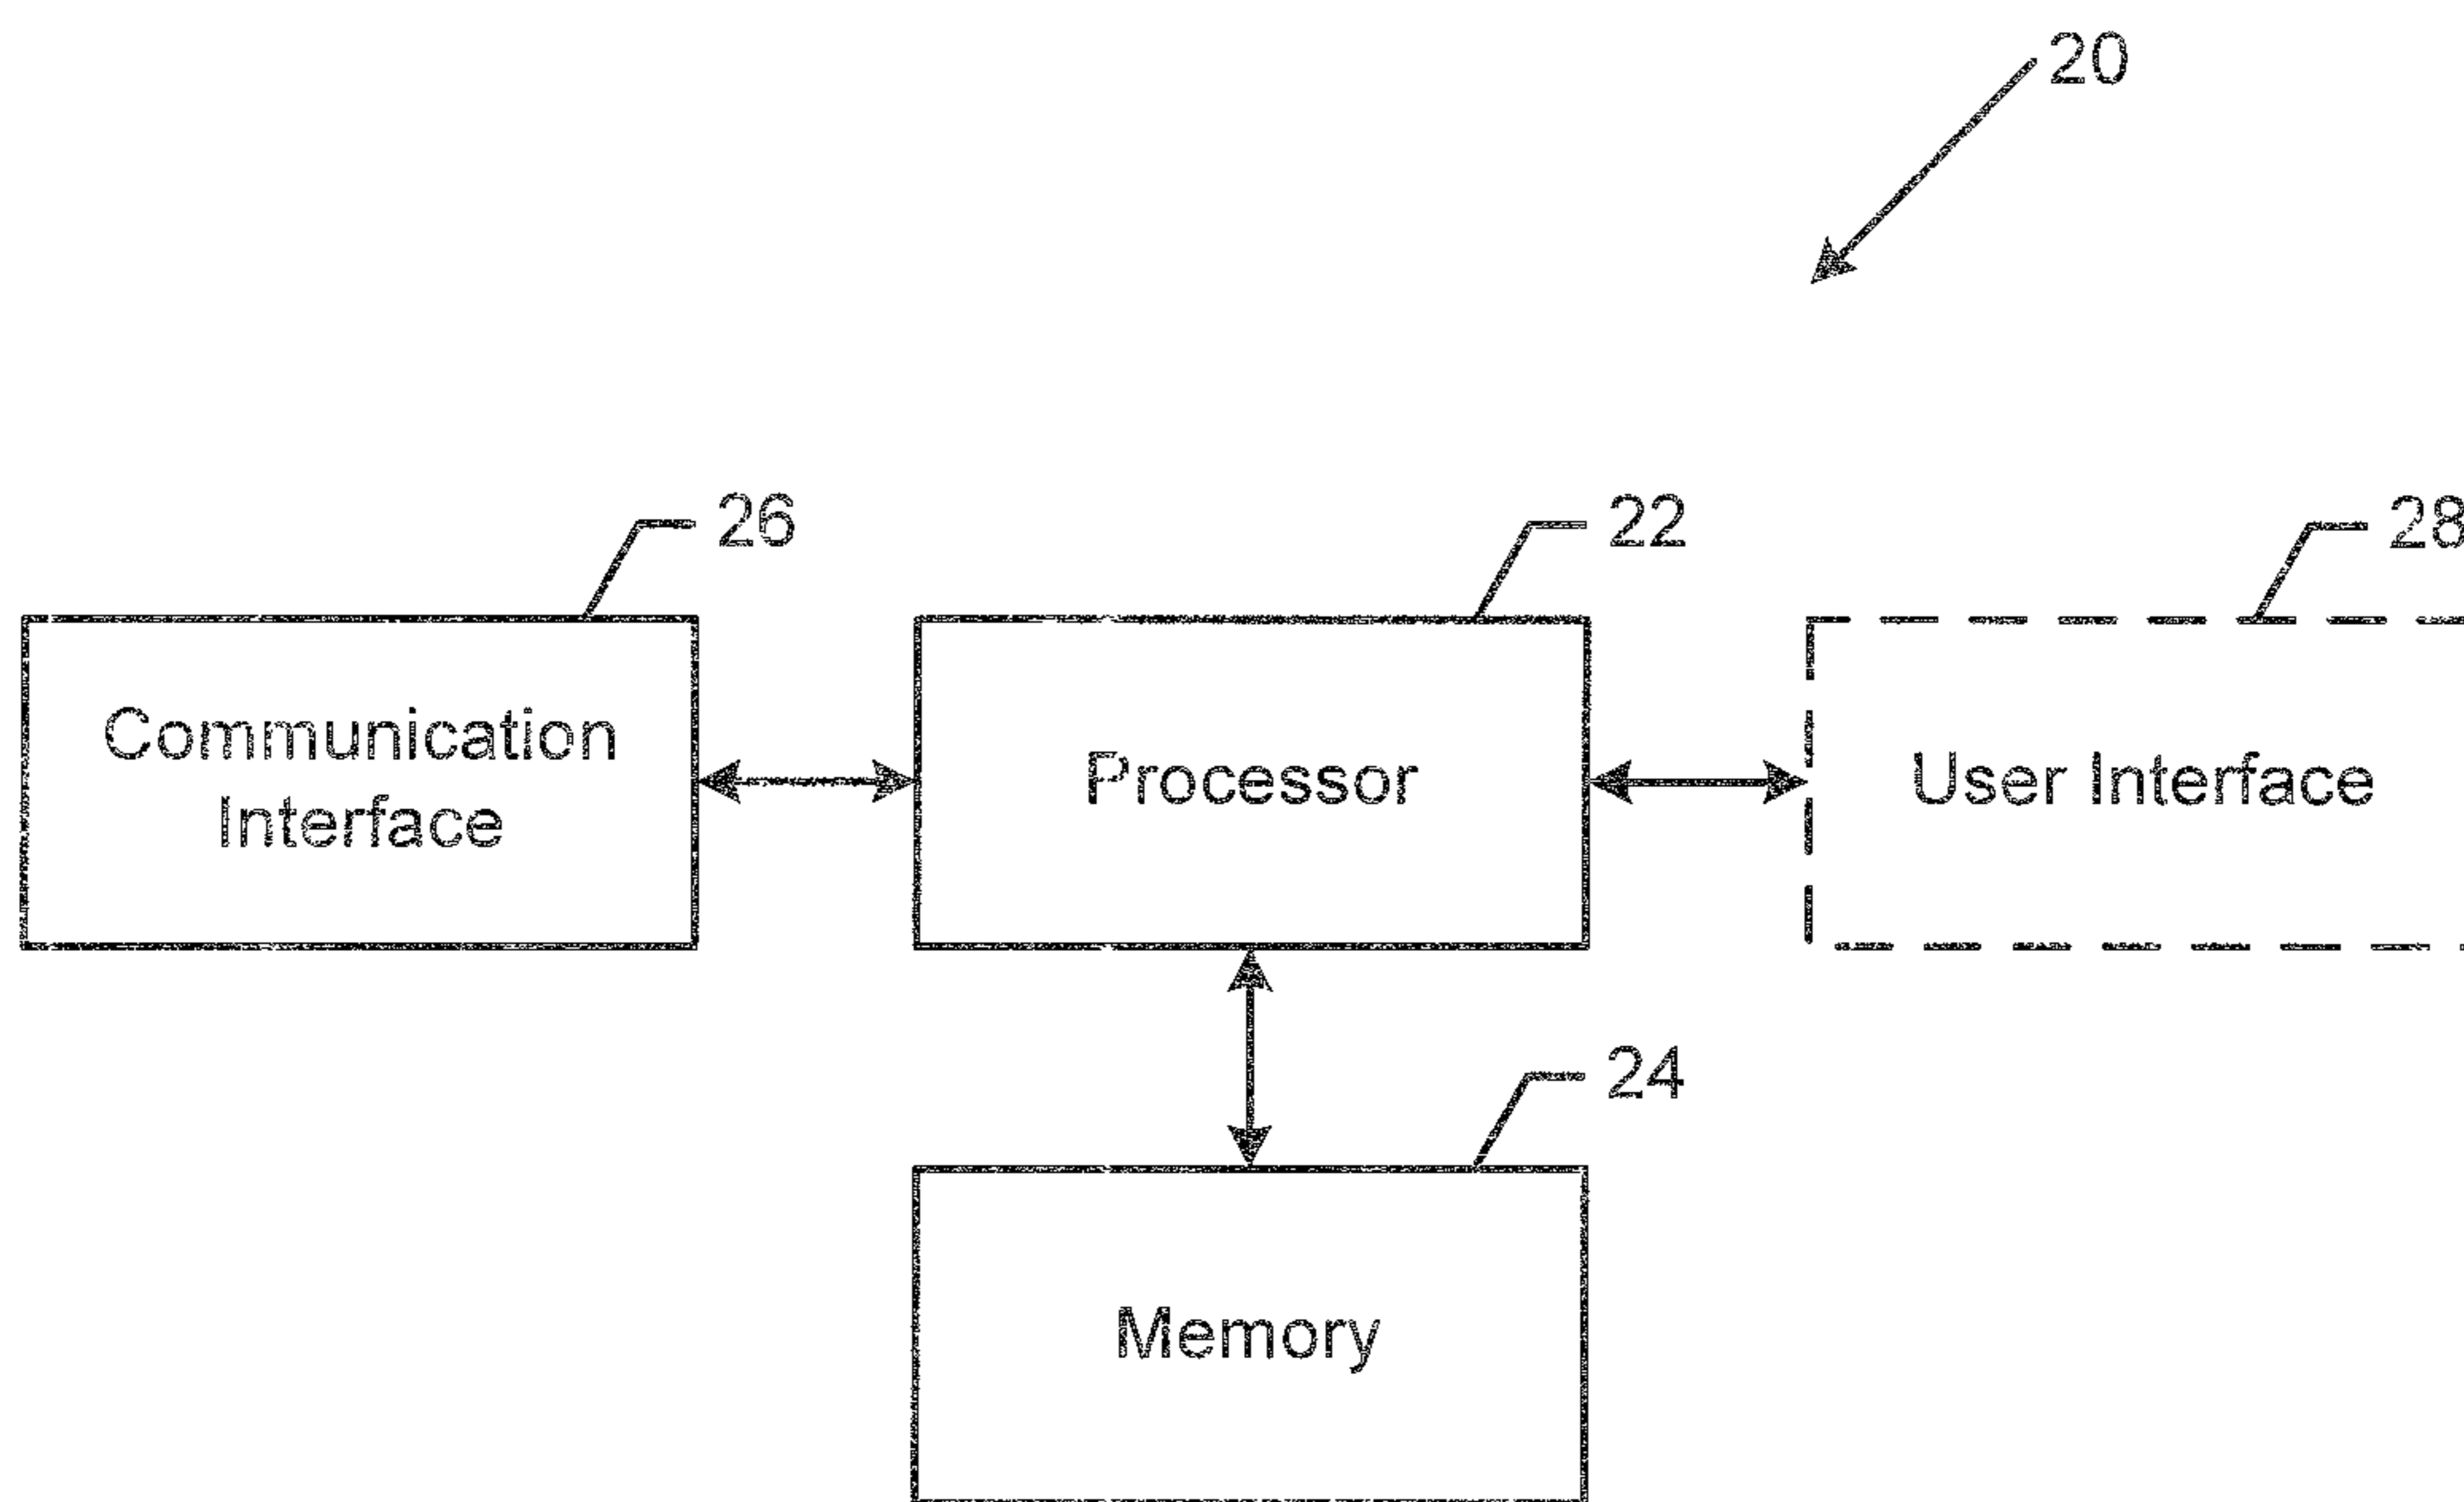 20
26
22
28
Communication
Interface
Processor
User Interface
24
Memory